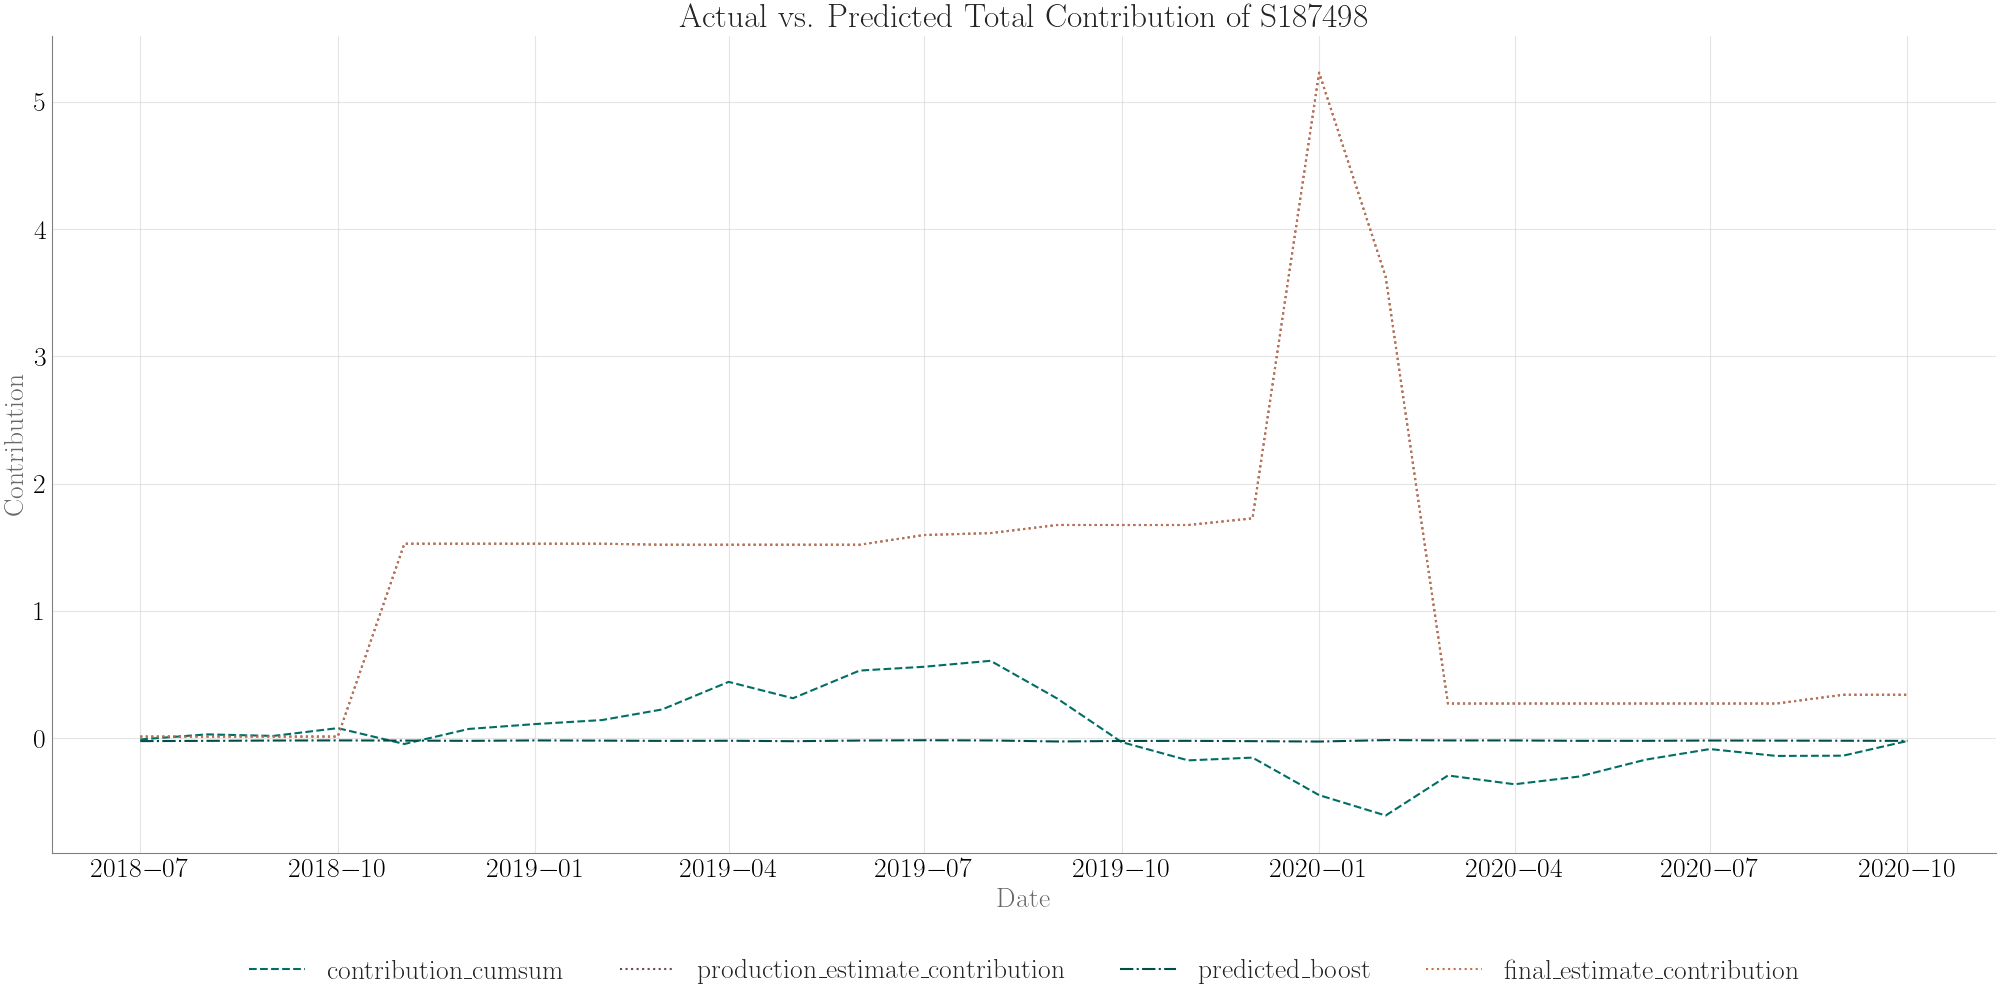 Actual vs. Predicted Total Contribution of S187498
5
4
3
2
1
0
Contribution
2018–07 2018–10 2019–01 2019–04 2019–07 2019–10 2020–01 2020–04 2020–07 2020–10
Date
contribution_cumsum production_estimate_contribution predicted_boost final_estimate_contribution